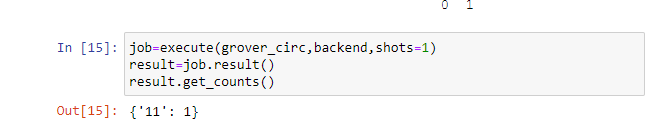 0 1
In [15]: job=execute(grover_circ,backend,shots=1)
result=job.result()
result.get_counts()
Out[15]: {'11': 1}